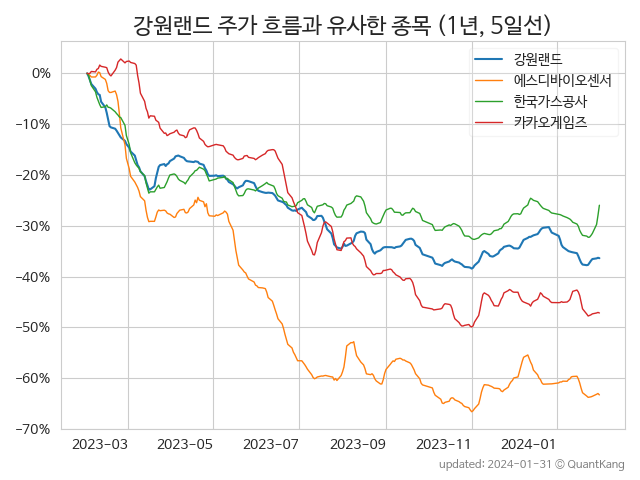 강원랜드 주가 흐름과 유사한 종목 (1년, 5일선)
강원랜드
에스디바이오센서
한국가스공사
카카오게임즈
0%
−10%
−20%
−30%
−40%
−50%
−60%
−70%
2023-03 2023-05 2023-07 2023-09 2023-11 2024-01
updated: 2024-01-31 © QuantKang